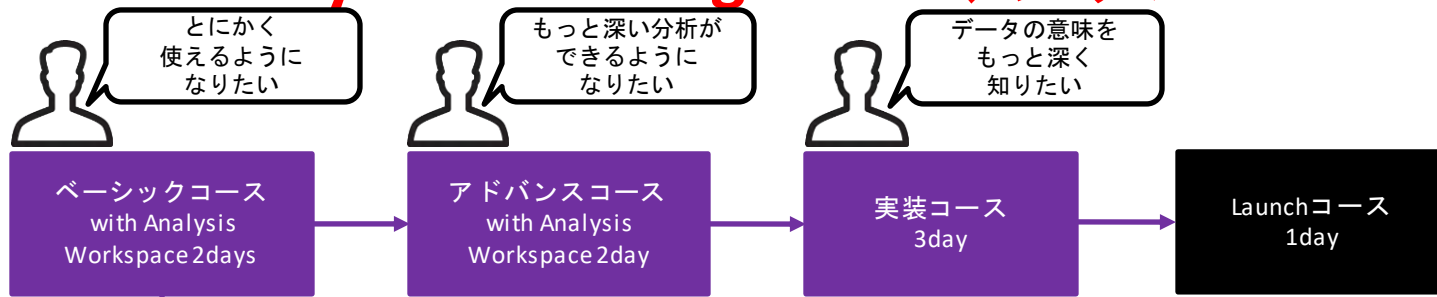 とにかく
使えるように
なりたい
もっと深い分析が
できるように
なりたい
データの意味を
もっと深く
知りたい
ベーシックコース
with Analysis
Workspace 2days
アドバンスコース
with Analysis
Workspace 2day
実装コース
3day
Launchコース
1day